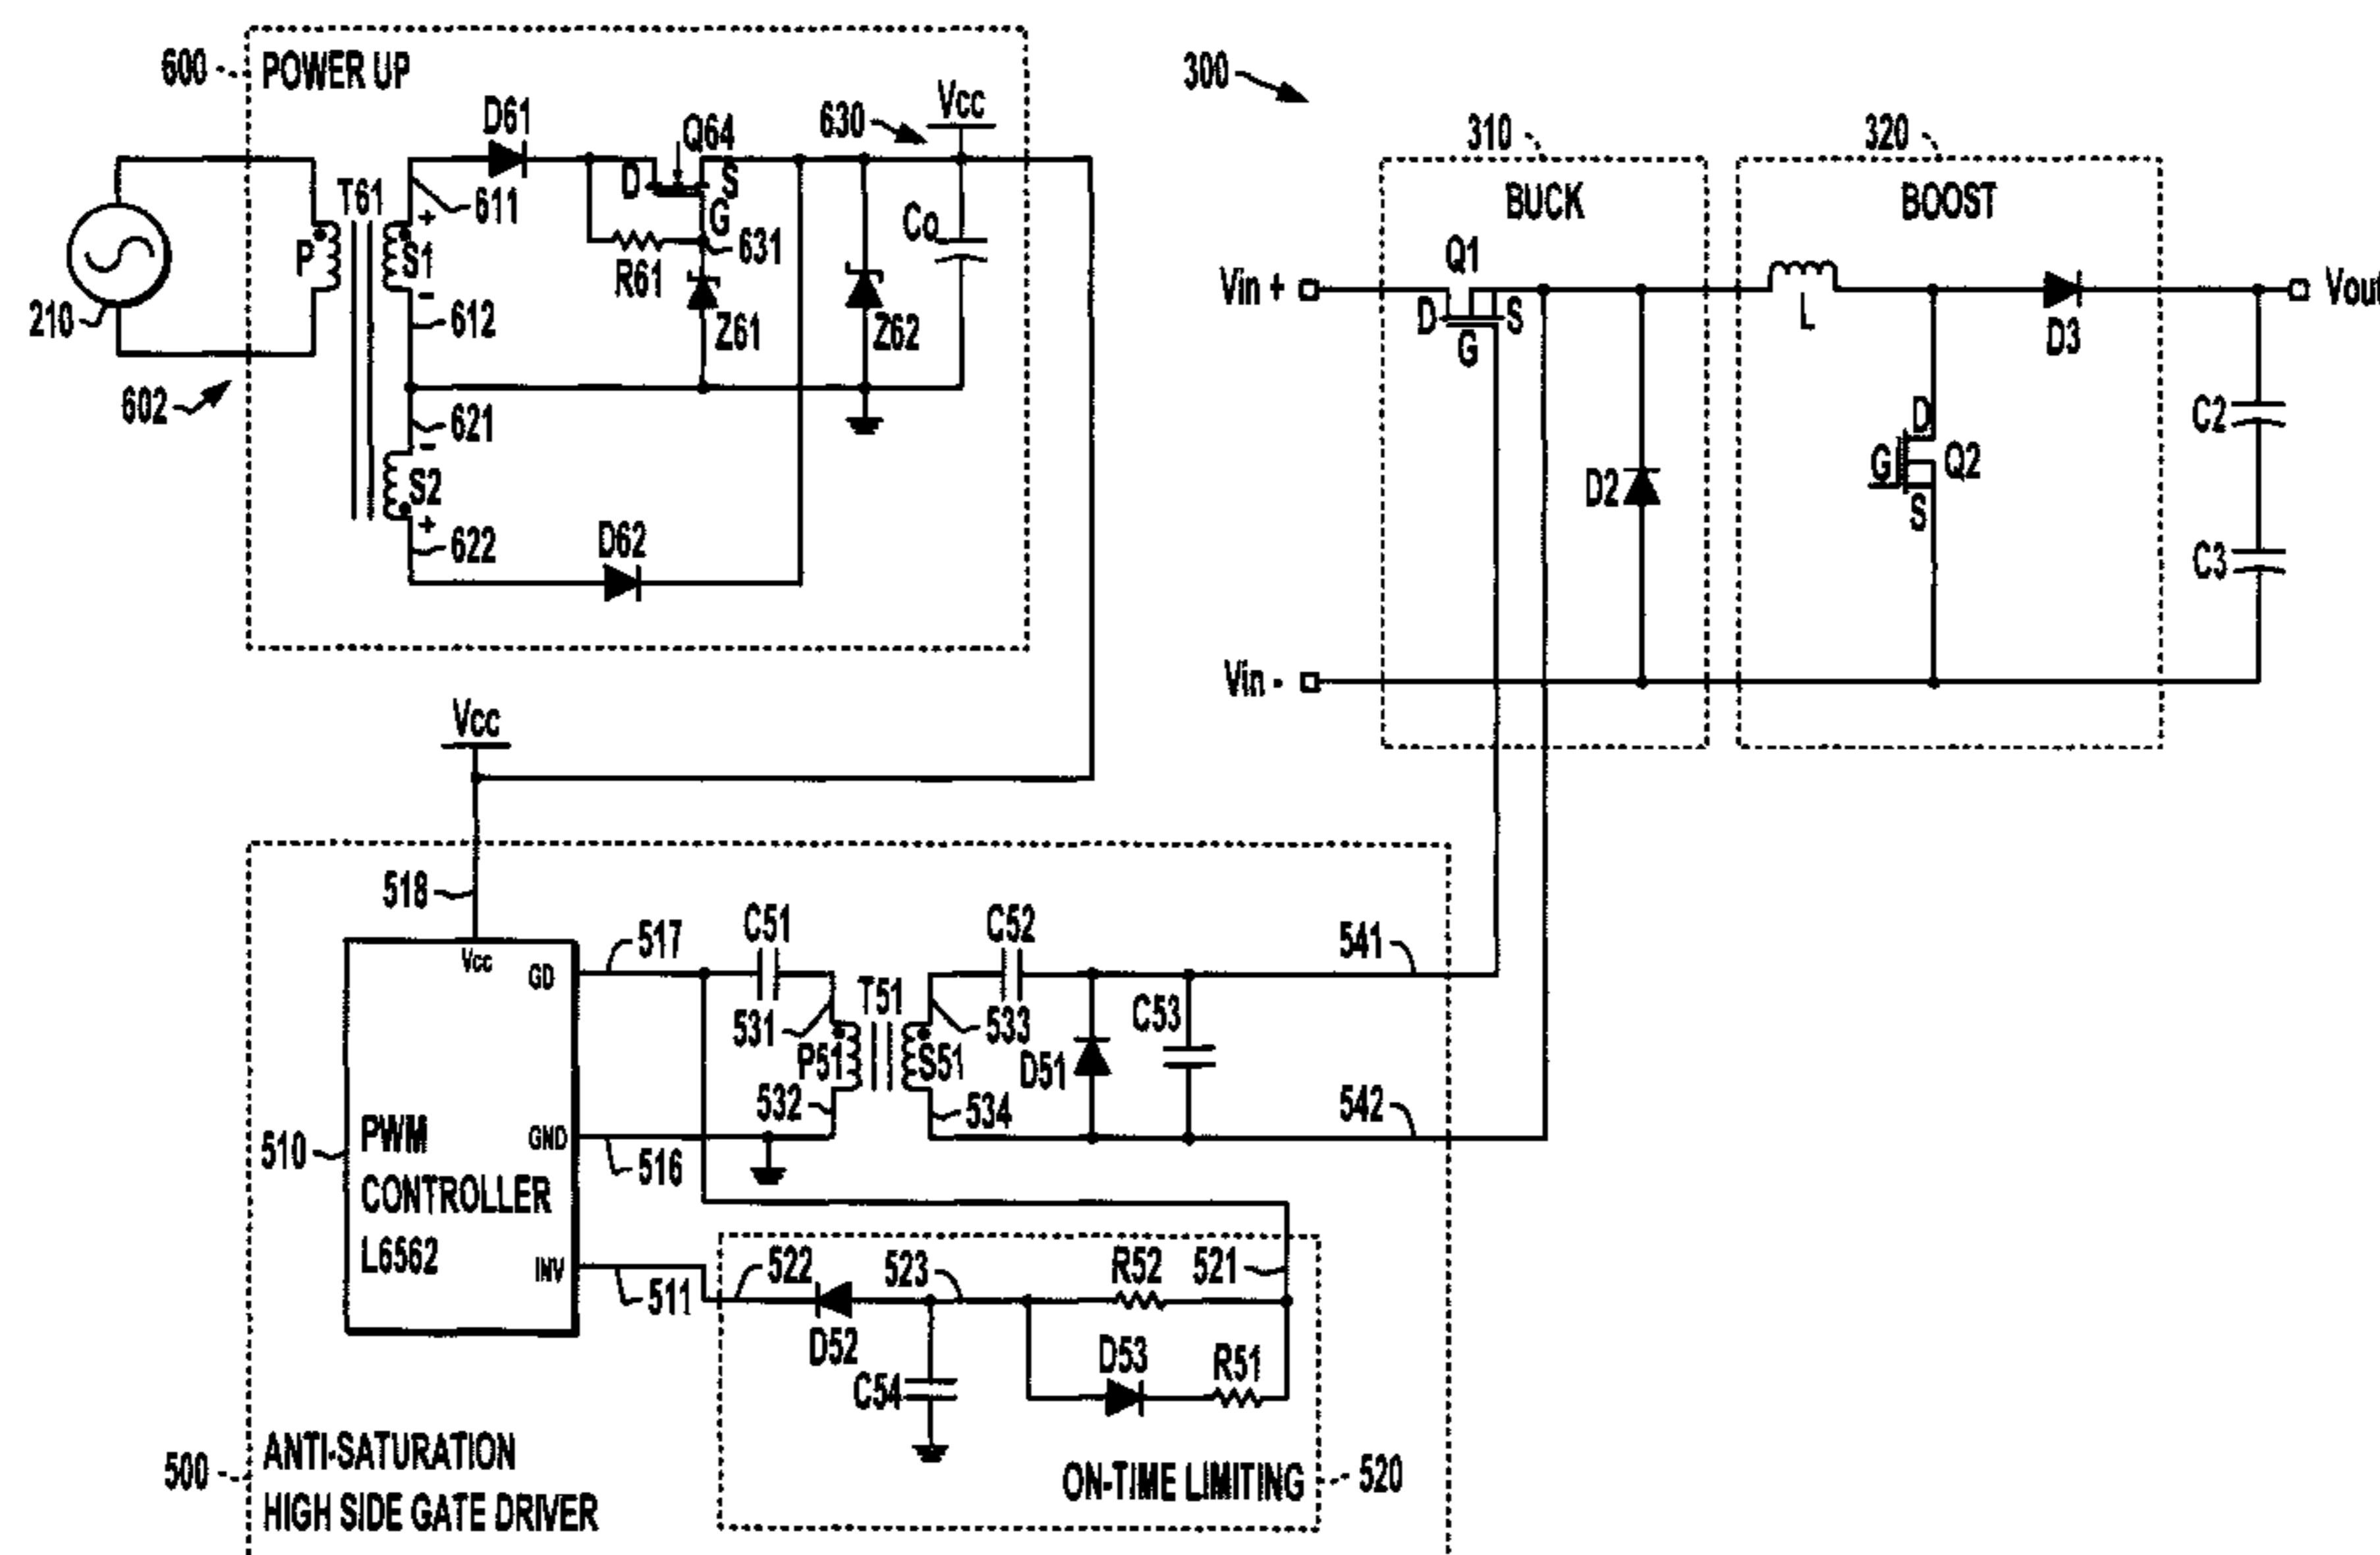 600
POWER UP
D61
Q64
630
Vcc
300
310
320
BUCK
BOOST
T61
611
D
S
G
631
Co
P
S1
+
-
R61
Z61
Z62
210
612
602
621
-
S2
+
622
D62
Q1
Vin +
D
S
G
L
D3
Vout
D2
D
G
Q2
S
C2
C3
Vin -
Vcc
518
Vcc
GD
517
C51
C52
541
531
T51
533
C53
P51
S51
D51
532
534
542
510
PWM
CONTROLLER
L6562
GND
516
INV
511
522
523
R52
521
D52
D53
R51
C54
500
ANTI-SATURATION
HIGH SIDE GATE DRIVER
ON-TIME LIMITING
520